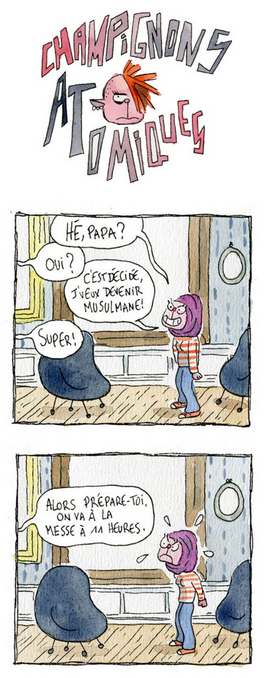 CHAMPIGNONS
ATOMIQUES
HÉ, PAPA?
OUI?
C'EST DÉCIDÉ,
J'VEUX DEVENIR
MUSULMANE!
SUPER!
ALORS PRÉPARE-TOI,
ON VA À LA
MESSE À 11 HEURES.